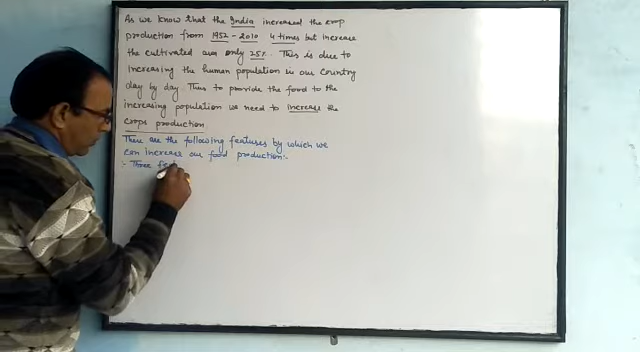 As we know that the India increased the crop
production from 1952 - 2010 4 times but increase
the cultivated area only 25%. This is due to
increasing the human population in our country
day by day. Thus to provide the food to the
increasing population we need to increase the
crops production
There are the following features by which we
can increase our food production:-
:- Three